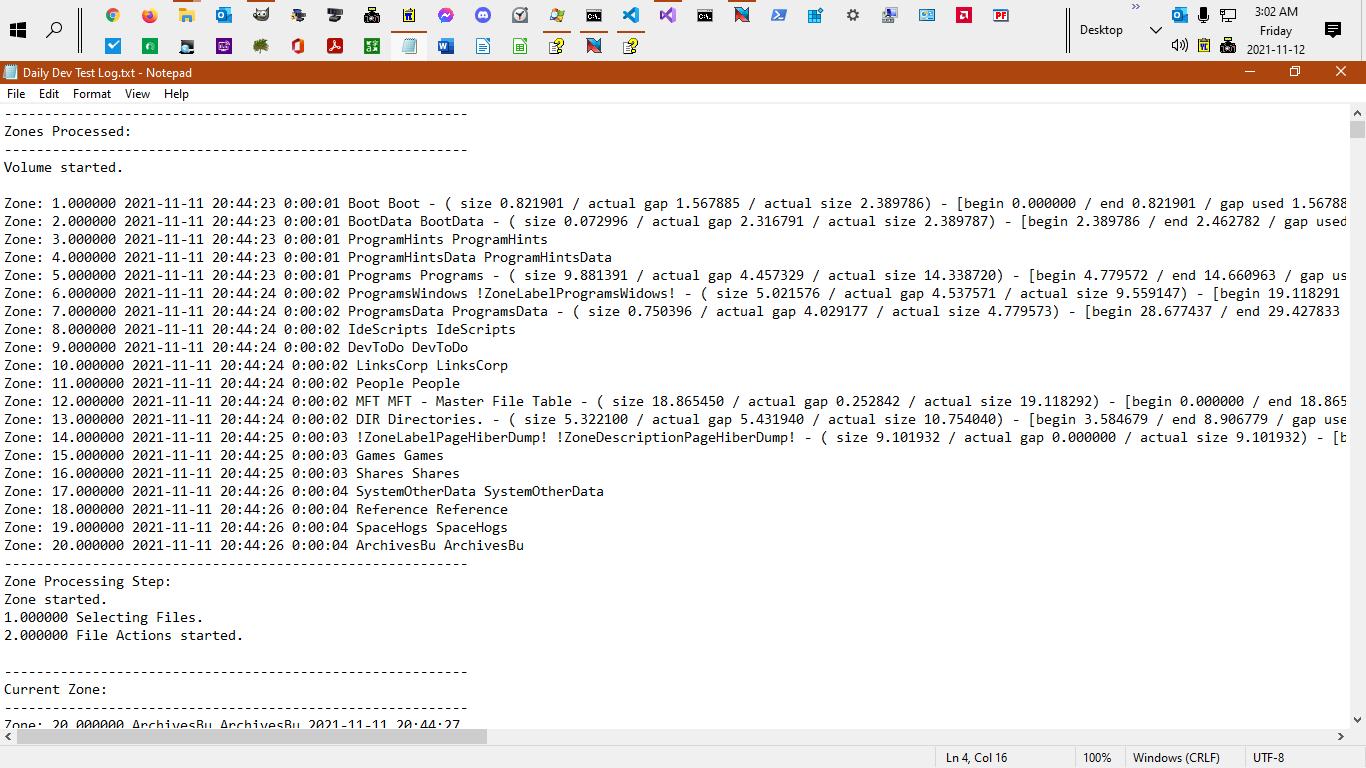 Desktop
»
3:02 AM
Friday
2021-11-12
Daily Dev Test Log.txt - Notepad
File Edit Format View Help
----------------------------------------------------------
Zones Processed:
----------------------------------------------------------
Volume started.
Zone: 1.000000 2021-11-11 20:44:23 0:00:01 Boot Boot - ( size 0.821901 / actual gap 1.567885 / actual size 2.389786) - [begin 0.000000 / end 0.821901 / gap used 1.56788
Zone: 2.000000 2021-11-11 20:44:23 0:00:01 BootData BootData - ( size 0.072996 / actual gap 2.316791 / actual size 2.389787) - [begin 2.389786 / end 2.462782 / gap used
Zone: 3.000000 2021-11-11 20:44:23 0:00:01 ProgramHints ProgramHints
Zone: 4.000000 2021-11-11 20:44:23 0:00:01 ProgramHintsData ProgramHintsData
Zone: 5.000000 2021-11-11 20:44:23 0:00:01 Programs Programs - ( size 9.881391 / actual gap 4.457329 / actual size 14.338720) - [begin 4.779572 / end 14.660963 / gap us
Zone: 6.000000 2021-11-11 20:44:24 0:00:02 ProgramsWindows !ZoneLabelProgramsWidows! - ( size 5.021576 / actual gap 4.537571 / actual size 9.559147) - [begin 19.118291
Zone: 7.000000 2021-11-11 20:44:24 0:00:02 ProgramsData ProgramsData - ( size 0.750396 / actual gap 4.029177 / actual size 4.779573) - [begin 28.677437 / end 29.427833
Zone: 8.000000 2021-11-11 20:44:24 0:00:02 IdeScripts IdeScripts
Zone: 9.000000 2021-11-11 20:44:24 0:00:02 DevToDo DevToDo
Zone: 10.000000 2021-11-11 20:44:24 0:00:02 LinksCorp LinksCorp
Zone: 11.000000 2021-11-11 20:44:24 0:00:02 People People
Zone: 12.000000 2021-11-11 20:44:24 0:00:02 MFT MFT - Master File Table - ( size 18.865450 / actual gap 0.252842 / actual size 19.118292) - [begin 0.000000 / end 18.865
Zone: 13.000000 2021-11-11 20:44:24 0:00:02 DIR Directories. - ( size 5.322100 / actual gap 5.431940 / actual size 10.754040) - [begin 3.584679 / end 8.906779 / gap use
Zone: 14.000000 2021-11-11 20:44:25 0:00:03 !ZoneLabelPageHiberDump! !ZoneDescriptionPageHiberDump! - ( size 9.101932 / actual gap 0.000000 / actual size 9.101932) - [b
Zone: 15.000000 2021-11-11 20:44:25 0:00:03 Games Games
Zone: 16.000000 2021-11-11 20:44:25 0:00:03 Shares Shares
Zone: 17.000000 2021-11-11 20:44:26 0:00:04 SystemOtherData SystemOtherData
Zone: 18.000000 2021-11-11 20:44:26 0:00:04 Reference Reference
Zone: 19.000000 2021-11-11 20:44:26 0:00:04 SpaceHogs SpaceHogs
Zone: 20.000000 2021-11-11 20:44:26 0:00:04 ArchivesBu ArchivesBu
----------------------------------------------------------
Zone Processing Step:
Zone started.
1.000000 Selecting Files.
2.000000 File Actions started.
----------------------------------------------------------
Current Zone:
----------------------------------------------------------
Zone: 20.000000 ArchivesBu ArchivesBu 2021-11-11 20:44:27
Ln 4, Col 16 100% Windows (CRLF) UTF-8